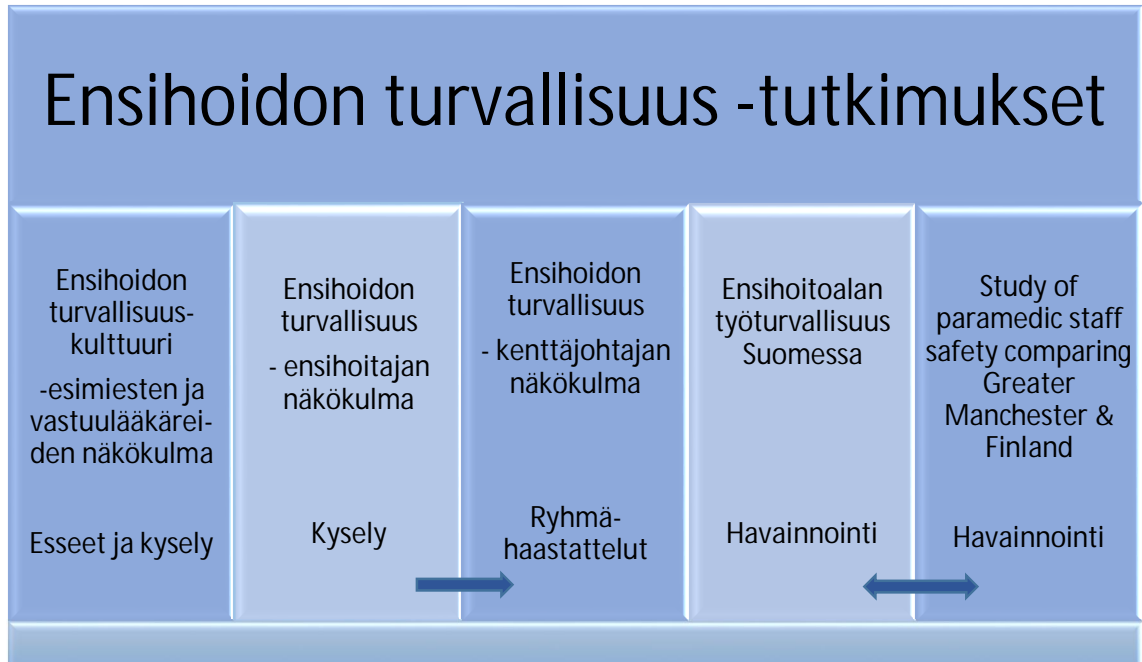 Ensihoidon turvallisuus -tutkimukset
Ensihoidon
turvallisuus-
kulttuuri
-esimiesten ja
vastuulääkärei-
den näkökulma
Esseet ja kysely
Ensihoidon
turvallisuus
- ensihoitajan
näkökulma
Kysely
Ensihoidon
turvallisuus
- kenttäjohtajan
näkökulma
Ryhmä-
haastattelut
Ensihoitoalan
työturvallisuus
Suomessa
Havainnointi
Study of
paramedic staff
safety comparing
Greater
Manchester &
Finland
Havainnointi